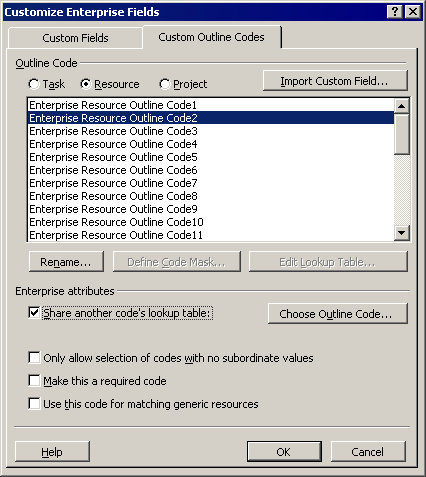 Customize Enterprise Fields
Custom Fields Custom Outline Codes
Outline Code
Task Resource Project Import Custom Field...
Enterprise Resource Outline Code1
Enterprise Resource Outline Code2
Enterprise Resource Outline Code3
Enterprise Resource Outline Code4
Enterprise Resource Outline Code5
Enterprise Resource Outline Code6
Enterprise Resource Outline Code7
Enterprise Resource Outline Code8
Enterprise Resource Outline Code9
Enterprise Resource Outline Code10
Enterprise Resource Outline Code11
Rename... Define Code Mask... Edit Lookup Table...
Enterprise attributes
Share another code's lookup table: Choose Outline Code...
Only allow selection of codes with no subordinate values
Make this a required code
Use this code for matching generic resources
Help OK Cancel